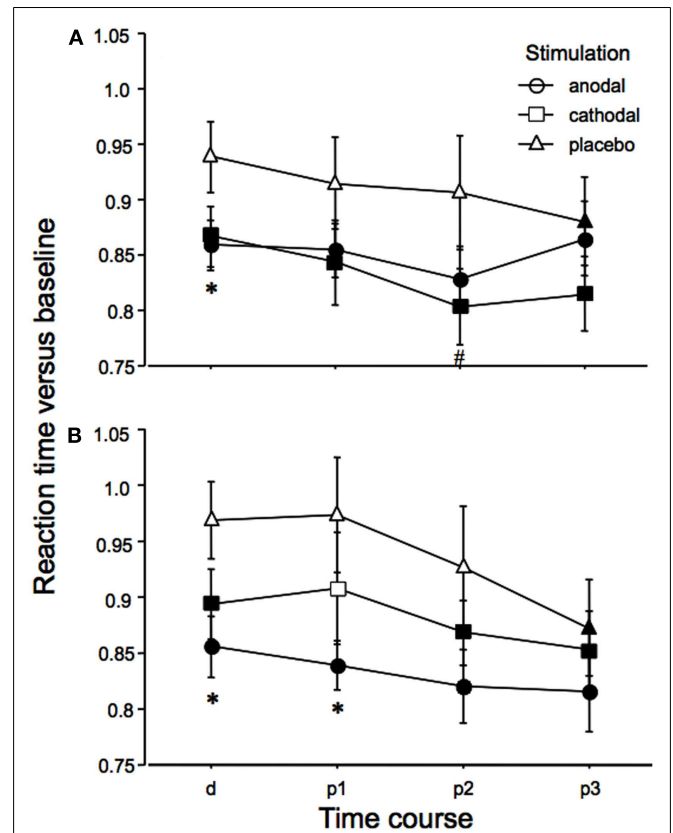 A
1.05
Stimulation
1.0
anodal
cathodal
0.95
placebo
0.9
0.85
*
0.8
#
0.75
Reaction time versus baseline
B
1.05
1.0
0.95
0.9
0.85
* *
0.8
0.75
d p1 p2 p3
Time course